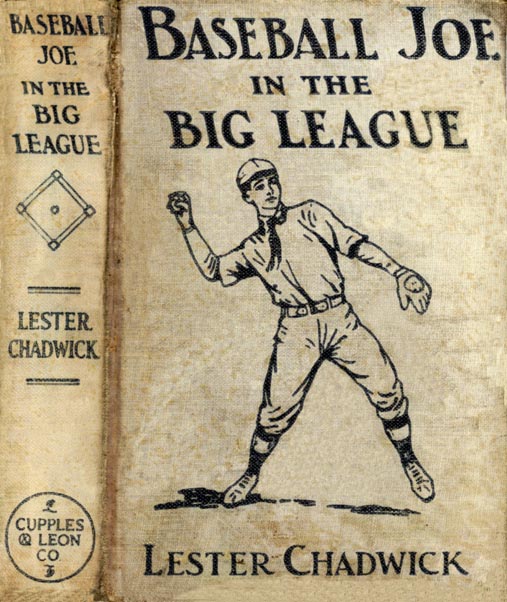 BASEBALL
JOE
IN THE
BIG
LEAGUE
LESTER
CHADWICK
CUPPLES
& LEON
CO
BASEBALL JOE
IN THE
BIG LEAGUE
LESTER CHADWICK